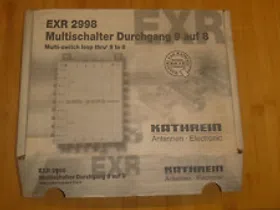 EXR 2998
Multischalter Durchgang 9 auf 8
Multi-switch loop thru' 9 to 8
EXR
KATHREIN
Antennen · Electronic
EXR 2998
Multischalter Durchgang 9 auf 8
KATHREIN
Antennen · Electronic
EXR